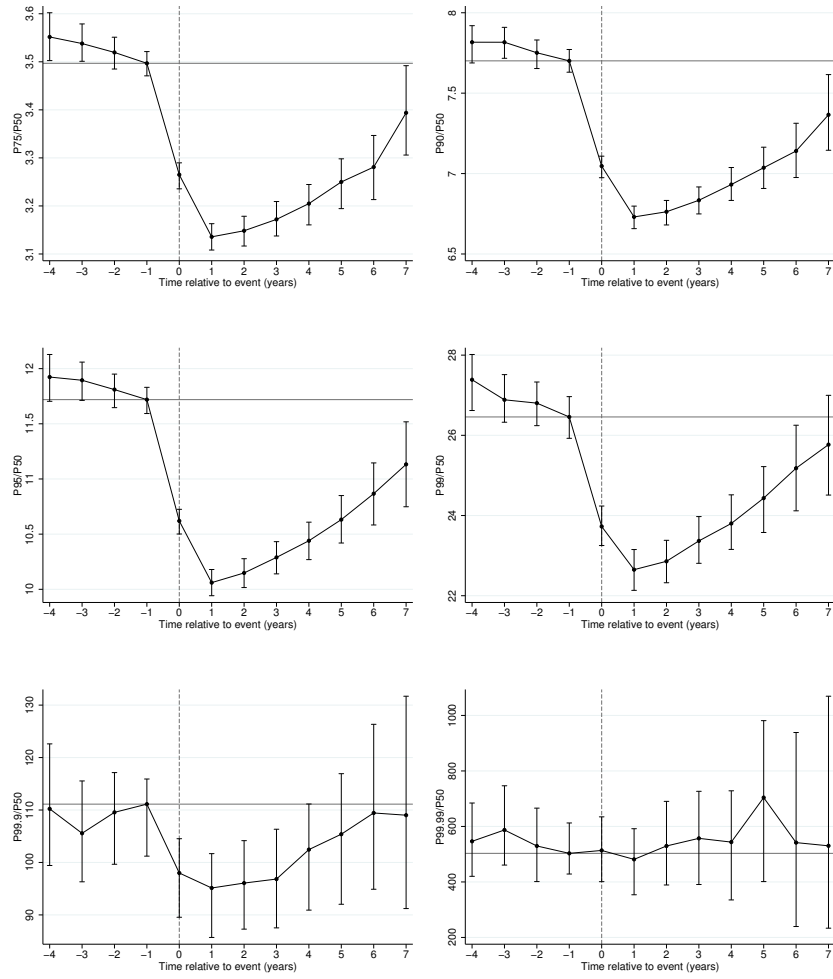 P75/P50
3.6
3.5
3.4
3.3
3.2
3.1
−4 −3 −2 −1 0 1 2 3 4 5 6 7
Time relative to event (years)
P90/P50
8
7.5
7
6.5
−4 −3 −2 −1 0 1 2 3 4 5 6 7
Time relative to event (years)
P95/P50
12
11.5
11
10.5
10
−4 −3 −2 −1 0 1 2 3 4 5 6 7
Time relative to event (years)
P99/P50
28
26
24
22
−4 −3 −2 −1 0 1 2 3 4 5 6 7
Time relative to event (years)
P99.9/P50
130
120
110
100
90
−4 −3 −2 −1 0 1 2 3 4 5 6 7
Time relative to event (years)
P99.99/P50
1000
800
600
400
200
−4 −3 −2 −1 0 1 2 3 4 5 6 7
Time relative to event (years)